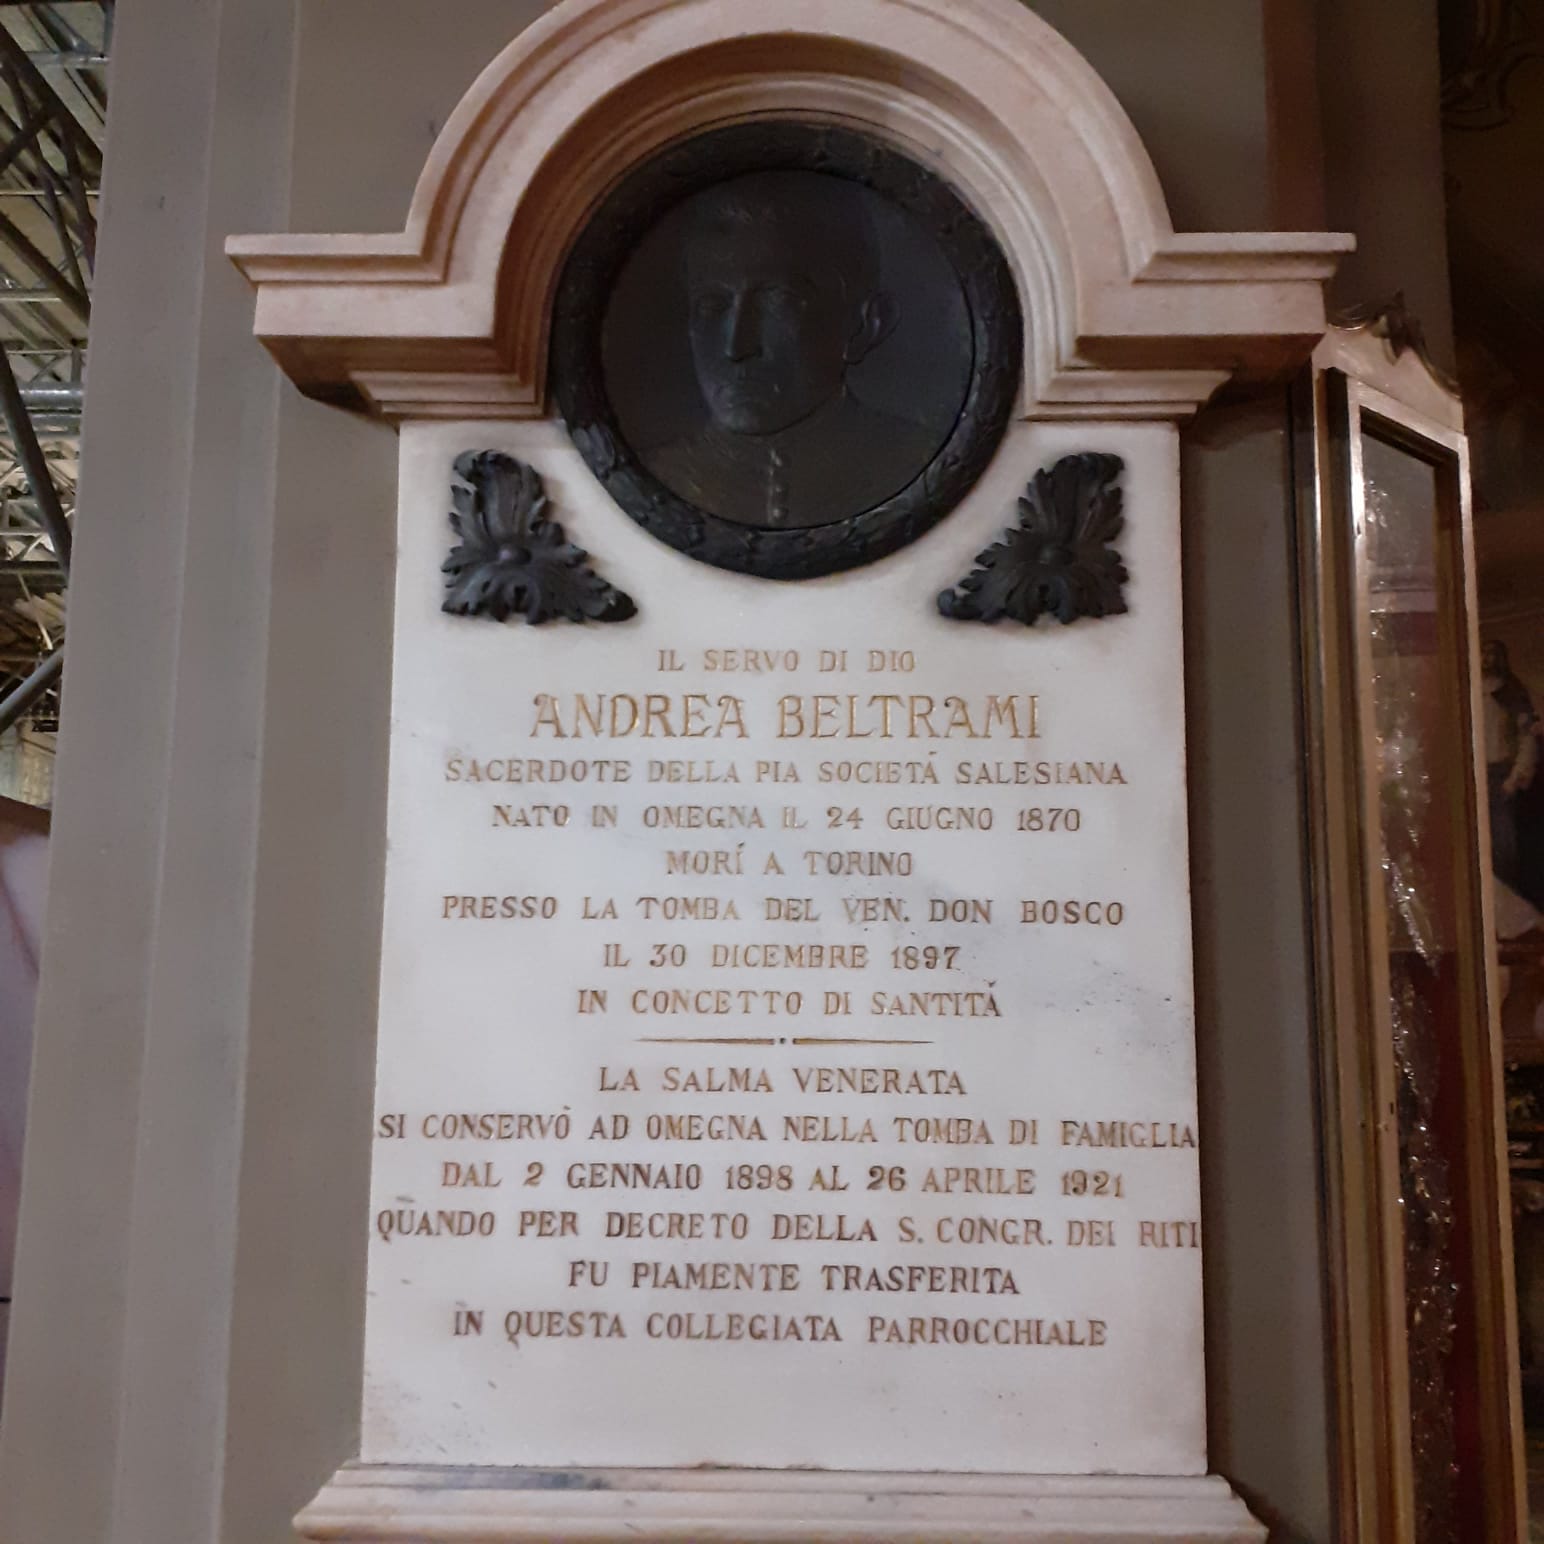 IL SERVO DI DIO
ANDREA BELTRAMI
SACERDOTE DELLA PIA SOCIETÁ SALESIANA
NATO IN OMEGNA IL 24 GIUGNO 1870
MORÍ A TORINO
PRESSO LA TOMBA DEL VEN. DON BOSCO
IL 30 DICEMBRE 1897
IN CONCETTO DI SANTITÁ
LA SALMA VENERATA
SI CONSERVÒ AD OMEGNA NELLA TOMBA DI FAMIGLIA
DAL 2 GENNAIO 1898 AL 26 APRILE 1921
QUANDO PER DECRETO DELLA S. CONGR. DEI RITI
FU PIAMENTE TRASFERITA
IN QUESTA COLLEGIATA PARROCCHIALE